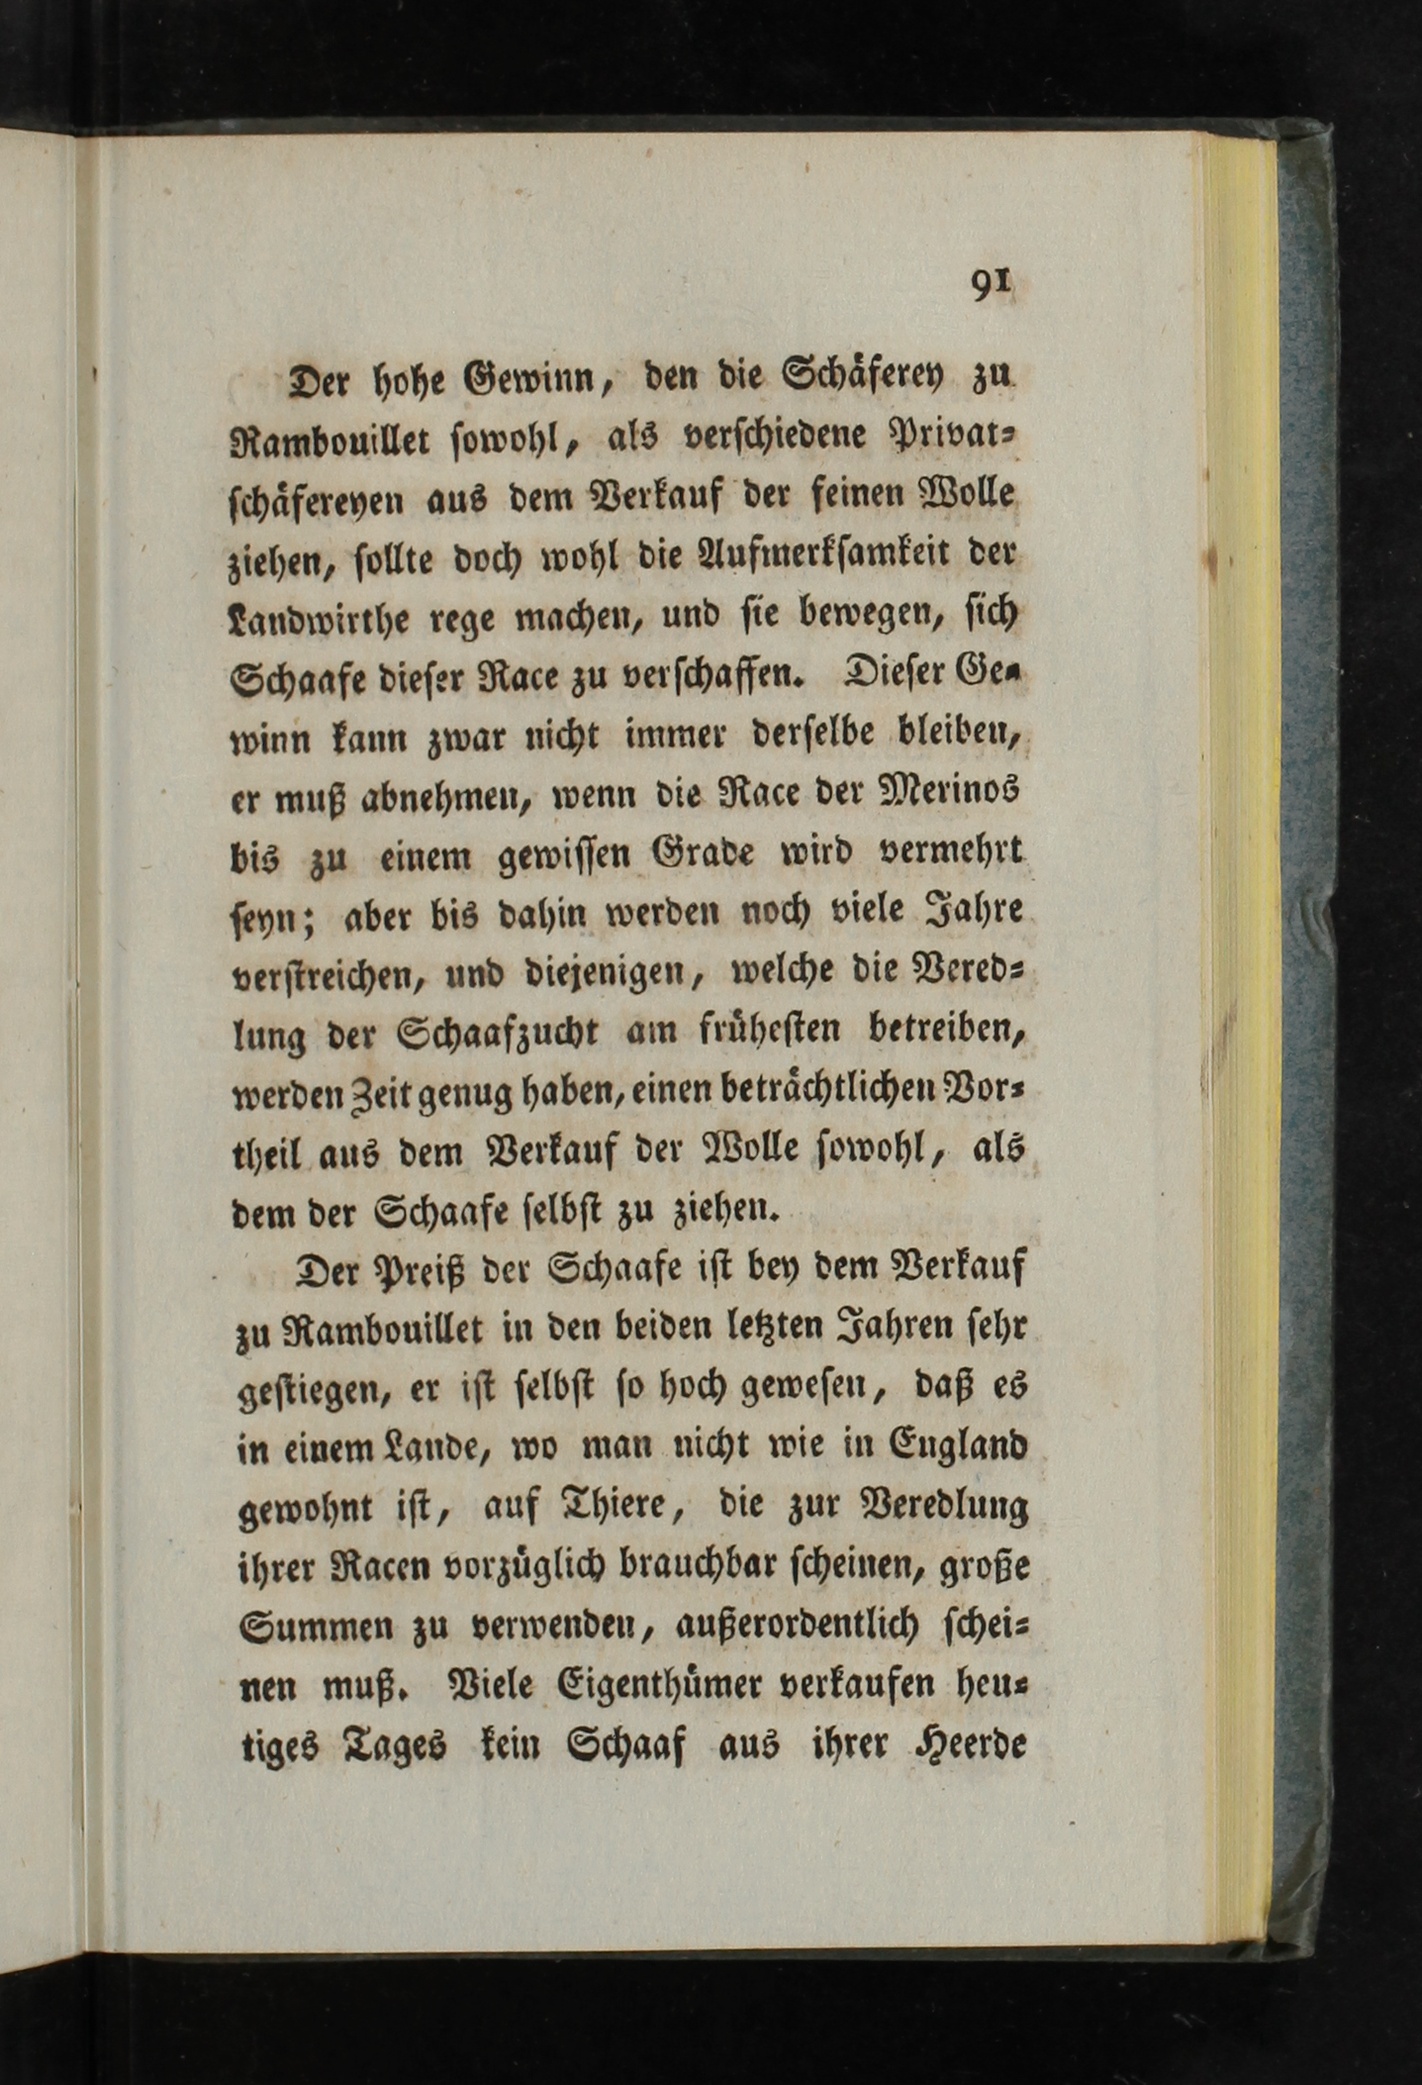 91
Der hohe Gewinn, den die Schäferey zu
Rambouillet ſowohl, als verſchiedene Privat⸗
ſchäfereyen aus dem Verkauf der feinen Wolle
ziehen, ſollte doch wohl die Aufmerkſamkeit der
Landwirthe rege machen, und ſie bewegen, ſich
Schaafe dieſer Race zu verſchaffen. Dieſer Ge⸗
winn kann zwar nicht immer derſelbe bleiben,
er muß abnehmen, wenn die Race der Merinos
bis zu einem gewiſſen Grade wird vermehrt
ſeyn; aber bis dahin werden noch viele Jahre
verſtreichen, und diejenigen, welche die Vered⸗
lung der Schaafzucht am früheſten betreiben,
werden Zeit genug haben, einen beträchtlichen Vor⸗
theil aus dem Verkauf der Wolle ſowohl, als
dem der Schaafe ſelbſt zu ziehen.
Der Preiß der Schaafe iſt bey dem Verkauf
zu Rambouillet in den beiden letzten Jahren ſehr
geſtiegen, er iſt ſelbſt ſo hoch geweſen, daß es
in einem Lande, wo man nicht wie in England
gewohnt iſt, auf Thiere, die zur Veredlung
ihrer Racen vorzüglich brauchbar ſcheinen, große
Summen zu verwenden, außerordentlich ſchei⸗
nen muß. Viele Eigenthümer verkaufen heu⸗
tiges Tages kein Schaaf aus ihrer Heerde